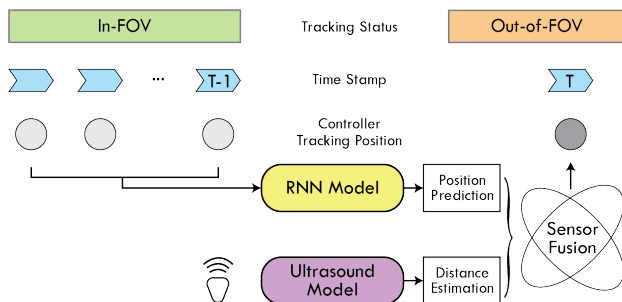 In-FOV
Tracking Status
Out-of-FOV
...
T-1
Time Stamp
T
Controller
Tracking Position
RNN Model
Position
Prediction
Sensor
Fusion
Ultrasound
Model
Distance
Estimation